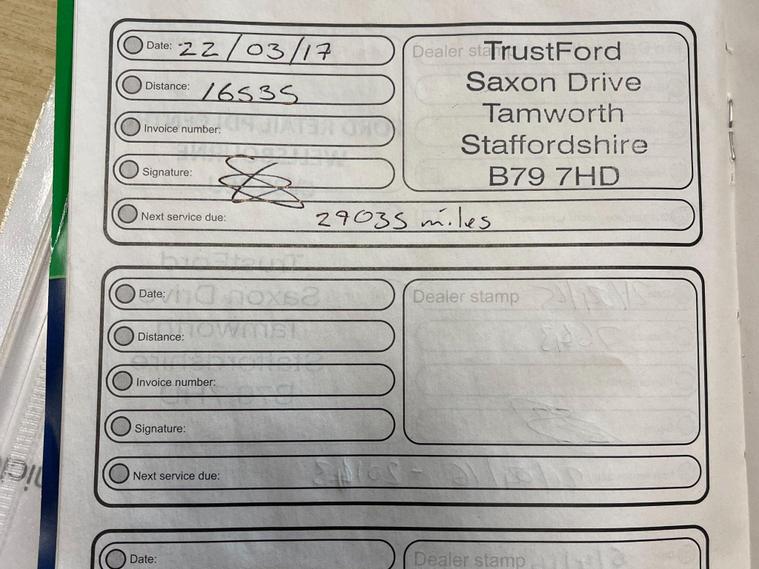 Date: 22/03/17
Dealer stamp
TrustFord
Saxon Drive
Tamworth
Staffordshire
B79 7HD
Distance: 16535
Invoice number:
Signature:
Next service due: 29035 miles
Date:
Dealer stamp
Distance:
Invoice number:
Signature:
Next service due:
Date:
Dealer stamp